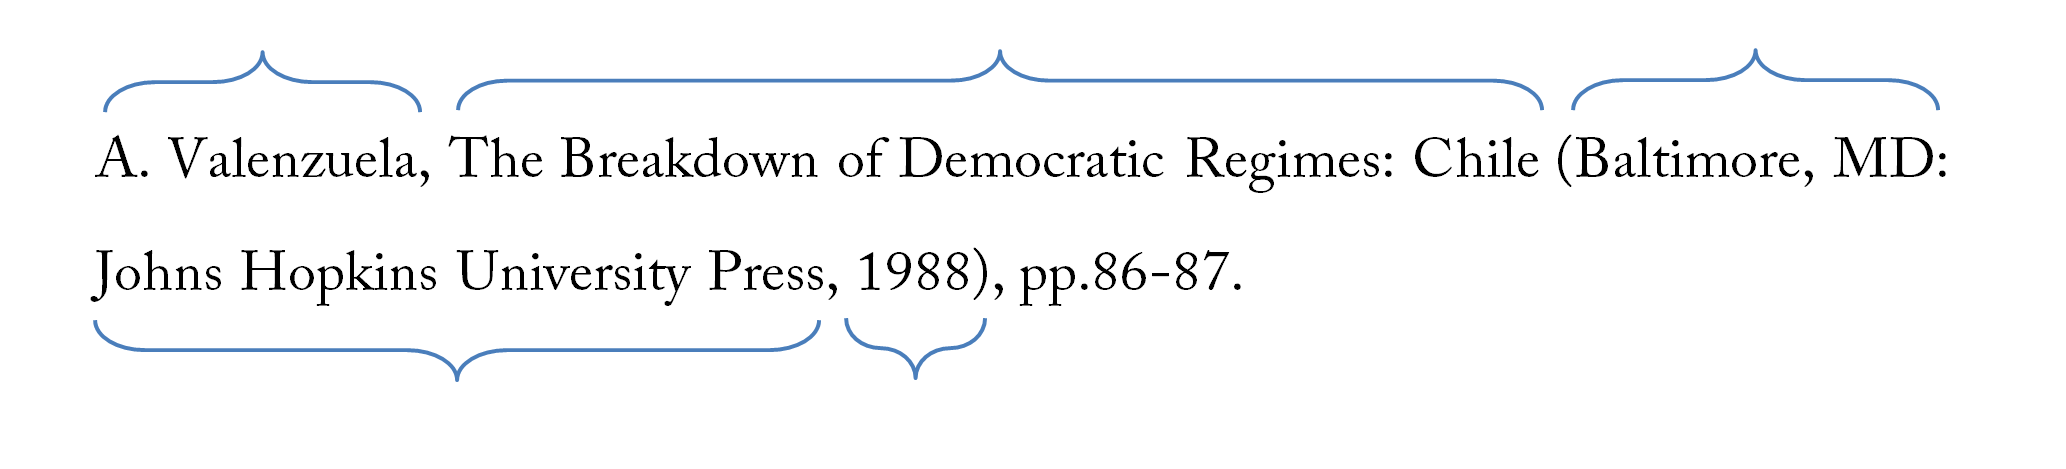 A. Valenzuela, The Breakdown of Democratic Regimes: Chile (Baltimore, MD:
Johns Hopkins University Press, 1988), pp.86-87.